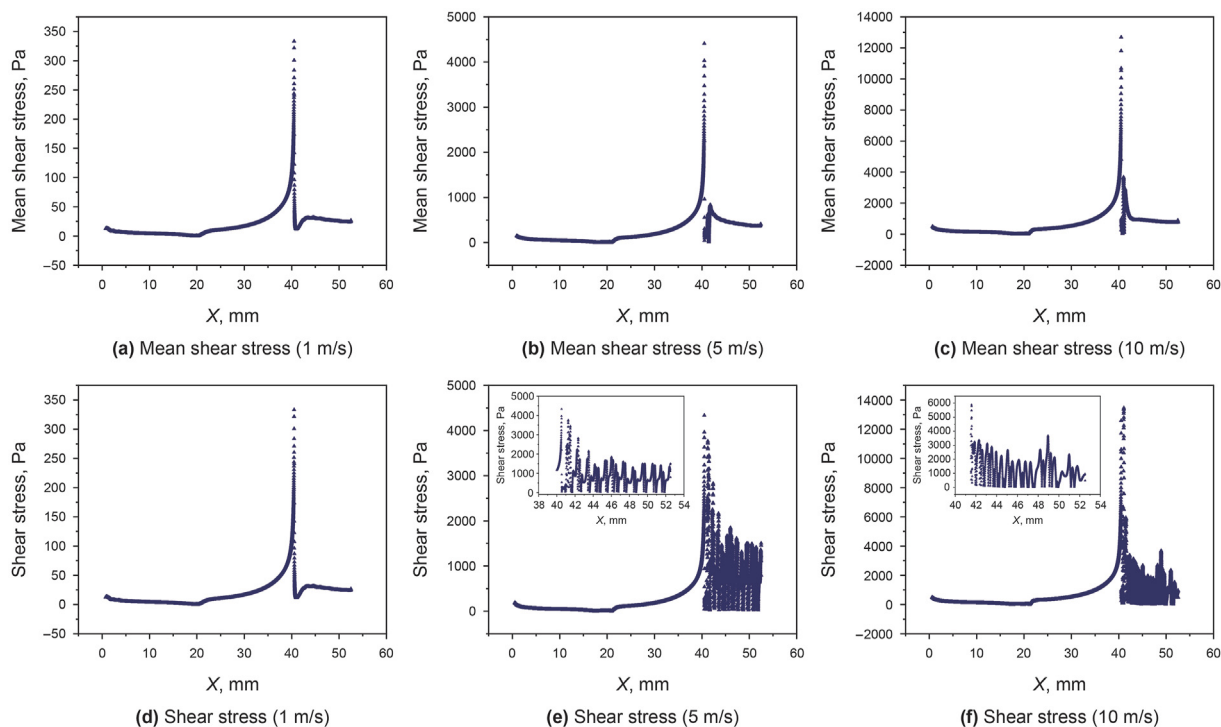 Mean shear stress, Pa
350
300
250
200
150
100
50
0
–50
0 10 20 30 40 50 60
X, mm
(a) Mean shear stress (1 m/s)
Mean shear stress, Pa
5000
4000
3000
2000
1000
0
0 10 20 30 40 50 60
X, mm
(b) Mean shear stress (5 m/s)
Mean shear stress, Pa
14000
12000
10000
8000
6000
4000
2000
0
–2000
0 10 20 30 40 50 60
X, mm
(c) Mean shear stress (10 m/s)
Shear stress, Pa
350
300
250
200
150
100
50
0
–50
0 10 20 30 40 50 60
X, mm
(d) Shear stress (1 m/s)
Shear stress, Pa
5000
4000
3000
2000
1000
0
0 10 20 30 40 50 60
X, mm
Shear stress, Pa
5000
4000
3000
2000
1000
0
38 40 42 44 46 48 50 52 54
X, mm
(e) Shear stress (5 m/s)
Shear stress, Pa
14000
12000
10000
8000
6000
4000
2000
0
–2000
0 10 20 30 40 50 60
X, mm
Shear stress, Pa
6000
5000
4000
3000
2000
1000
0
40 42 44 46 48 50 52 54
X, mm
(f) Shear stress (10 m/s)